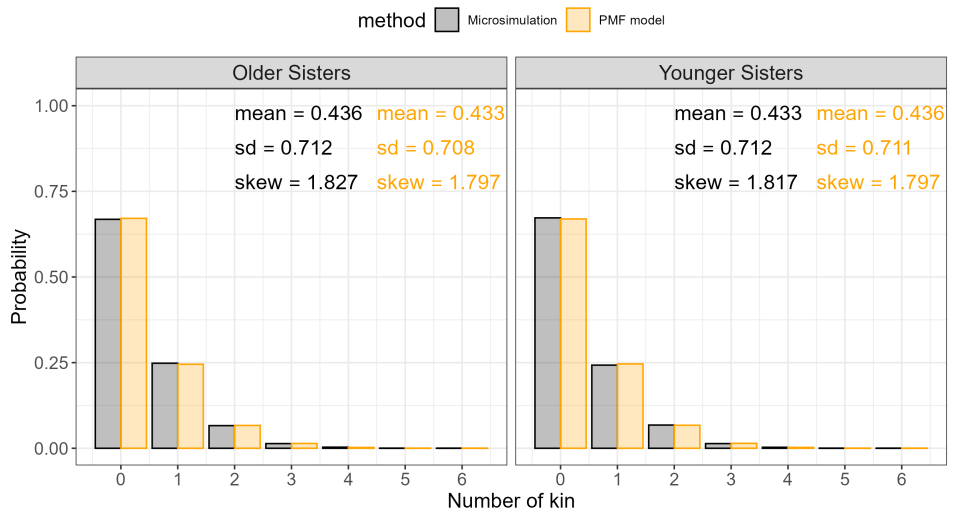 method Microsimulation PMF model
Older Sisters
Younger Sisters
Probability
1.00
0.75
0.50
0.25
0.00
mean = 0.436 mean = 0.433
sd = 0.712 sd = 0.708
skew = 1.827 skew = 1.797
mean = 0.433 mean = 0.436
sd = 0.712 sd = 0.711
skew = 1.817 skew = 1.797
0 1 2 3 4 5 6
0 1 2 3 4 5 6
Number of kin